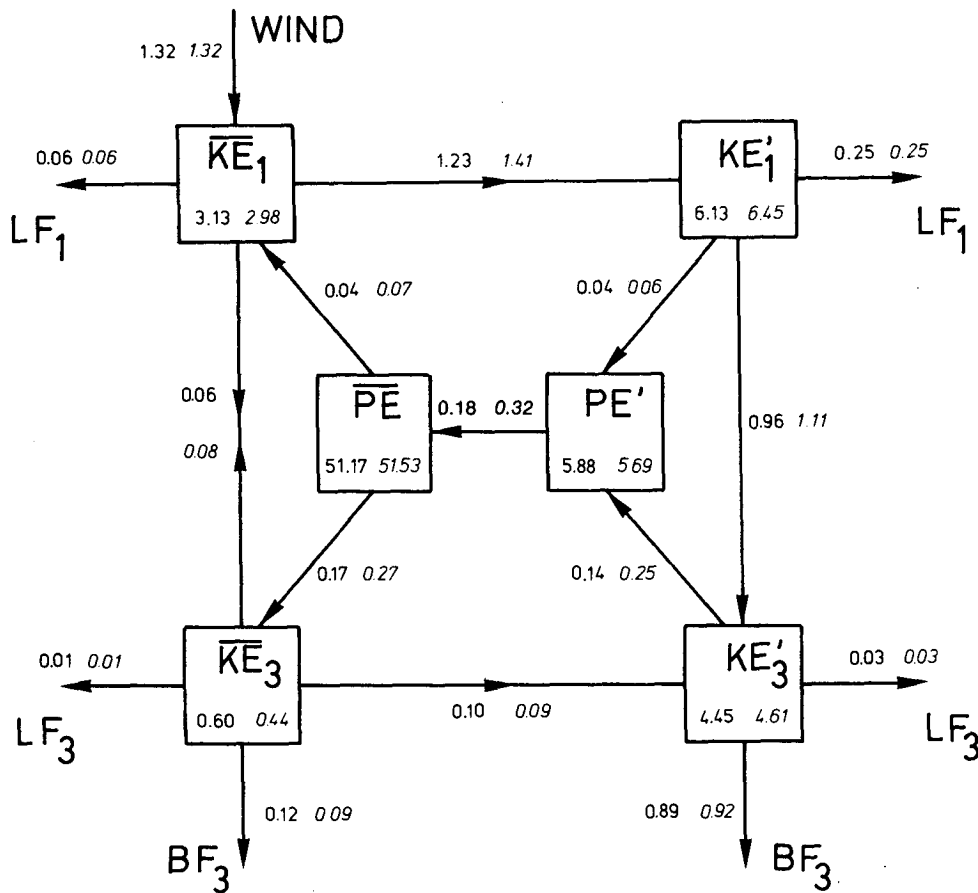 WIND
1.32 1.32
K̅E̅₁
3.13 2.98
KE′₁
6.13 6.45
0.06 0.06
1.23 1.41
0.25 0.25
LF₁
LF₁
0.04 0.07
0.04 0.06
0.06
0.08
P̅E̅
51.17 51.53
0.18 0.32
PE′
5.88 5.69
0.96 1.11
0.17 0.27
0.14 0.25
K̅E̅₃
0.60 0.44
KE′₃
4.45 4.61
0.01 0.01
0.10 0.09
0.03 0.03
LF₃
LF₃
0.12 0.09
0.89 0.92
BF₃
BF₃